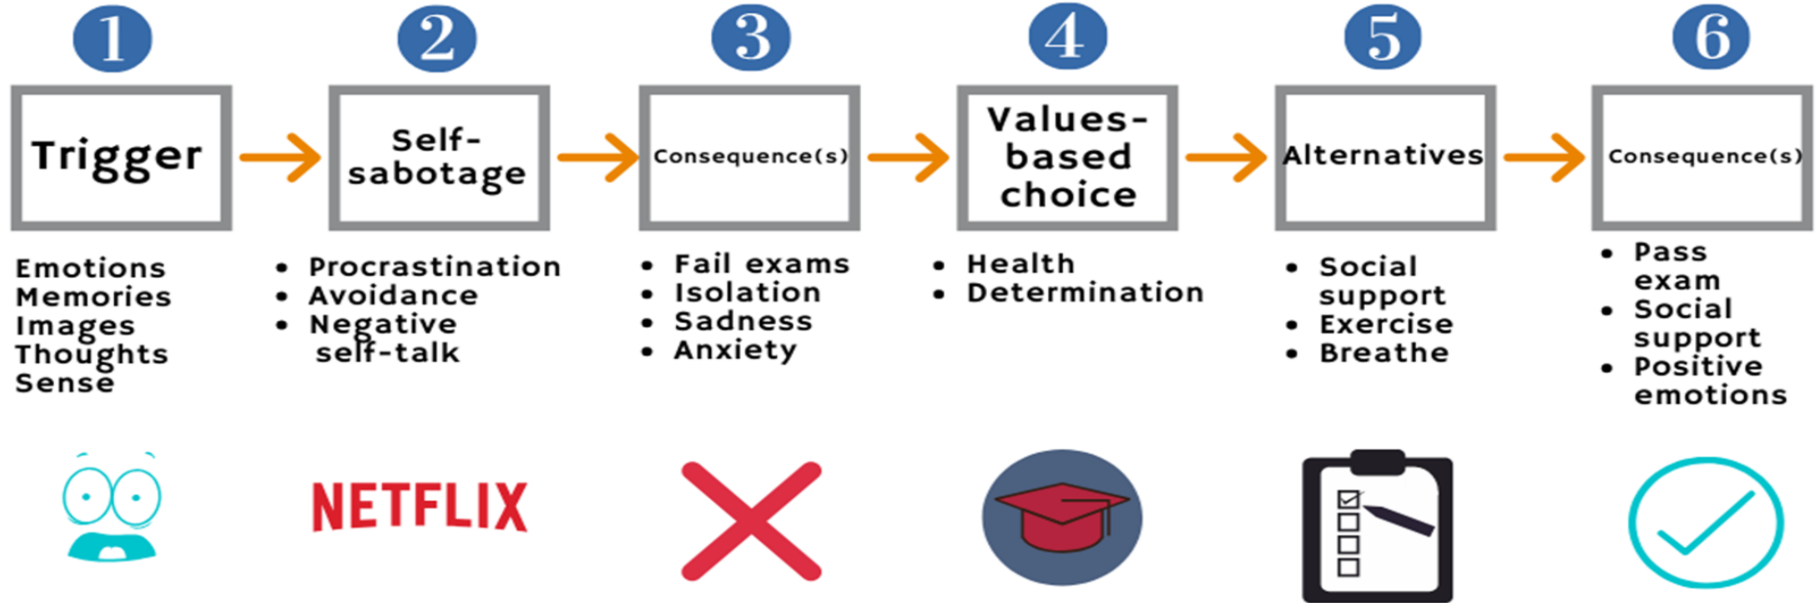 1
2
3
4
5
6
Trigger
Self-
sabotage
Consequence(s)
Values-
based
choice
Alternatives
Consequence(s)
Emotions
Memories
Images
Thoughts
Sense
• Procrastination
• Avoidance
• Negative
self-talk
• Fail exams
• Isolation
• Sadness
• Anxiety
• Health
• Determination
• Social
support
• Exercise
• Breathe
• Pass
exam
• Social
support
• Positive
emotions
NETFLIX